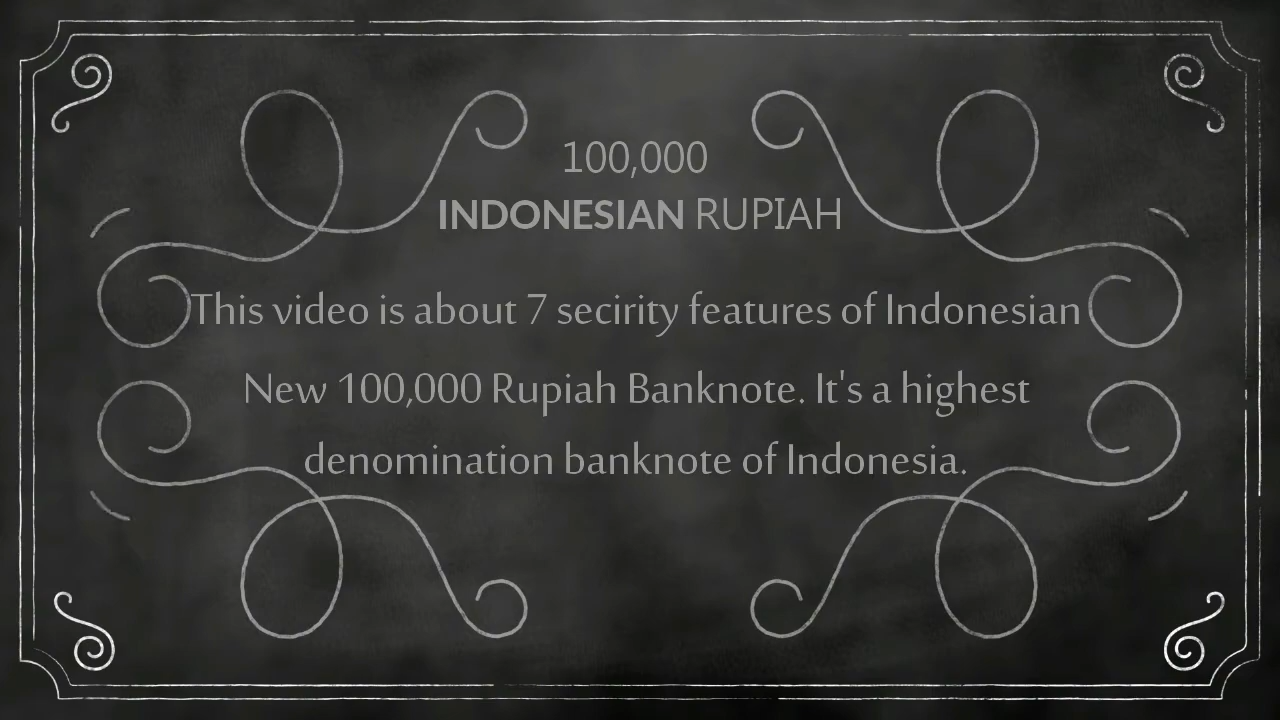 100,000
INDONESIAN RUPIAH
This video is about 7 secirity features of Indonesian
New 100,000 Rupiah Banknote. It's a highest
denomination banknote of Indonesia.